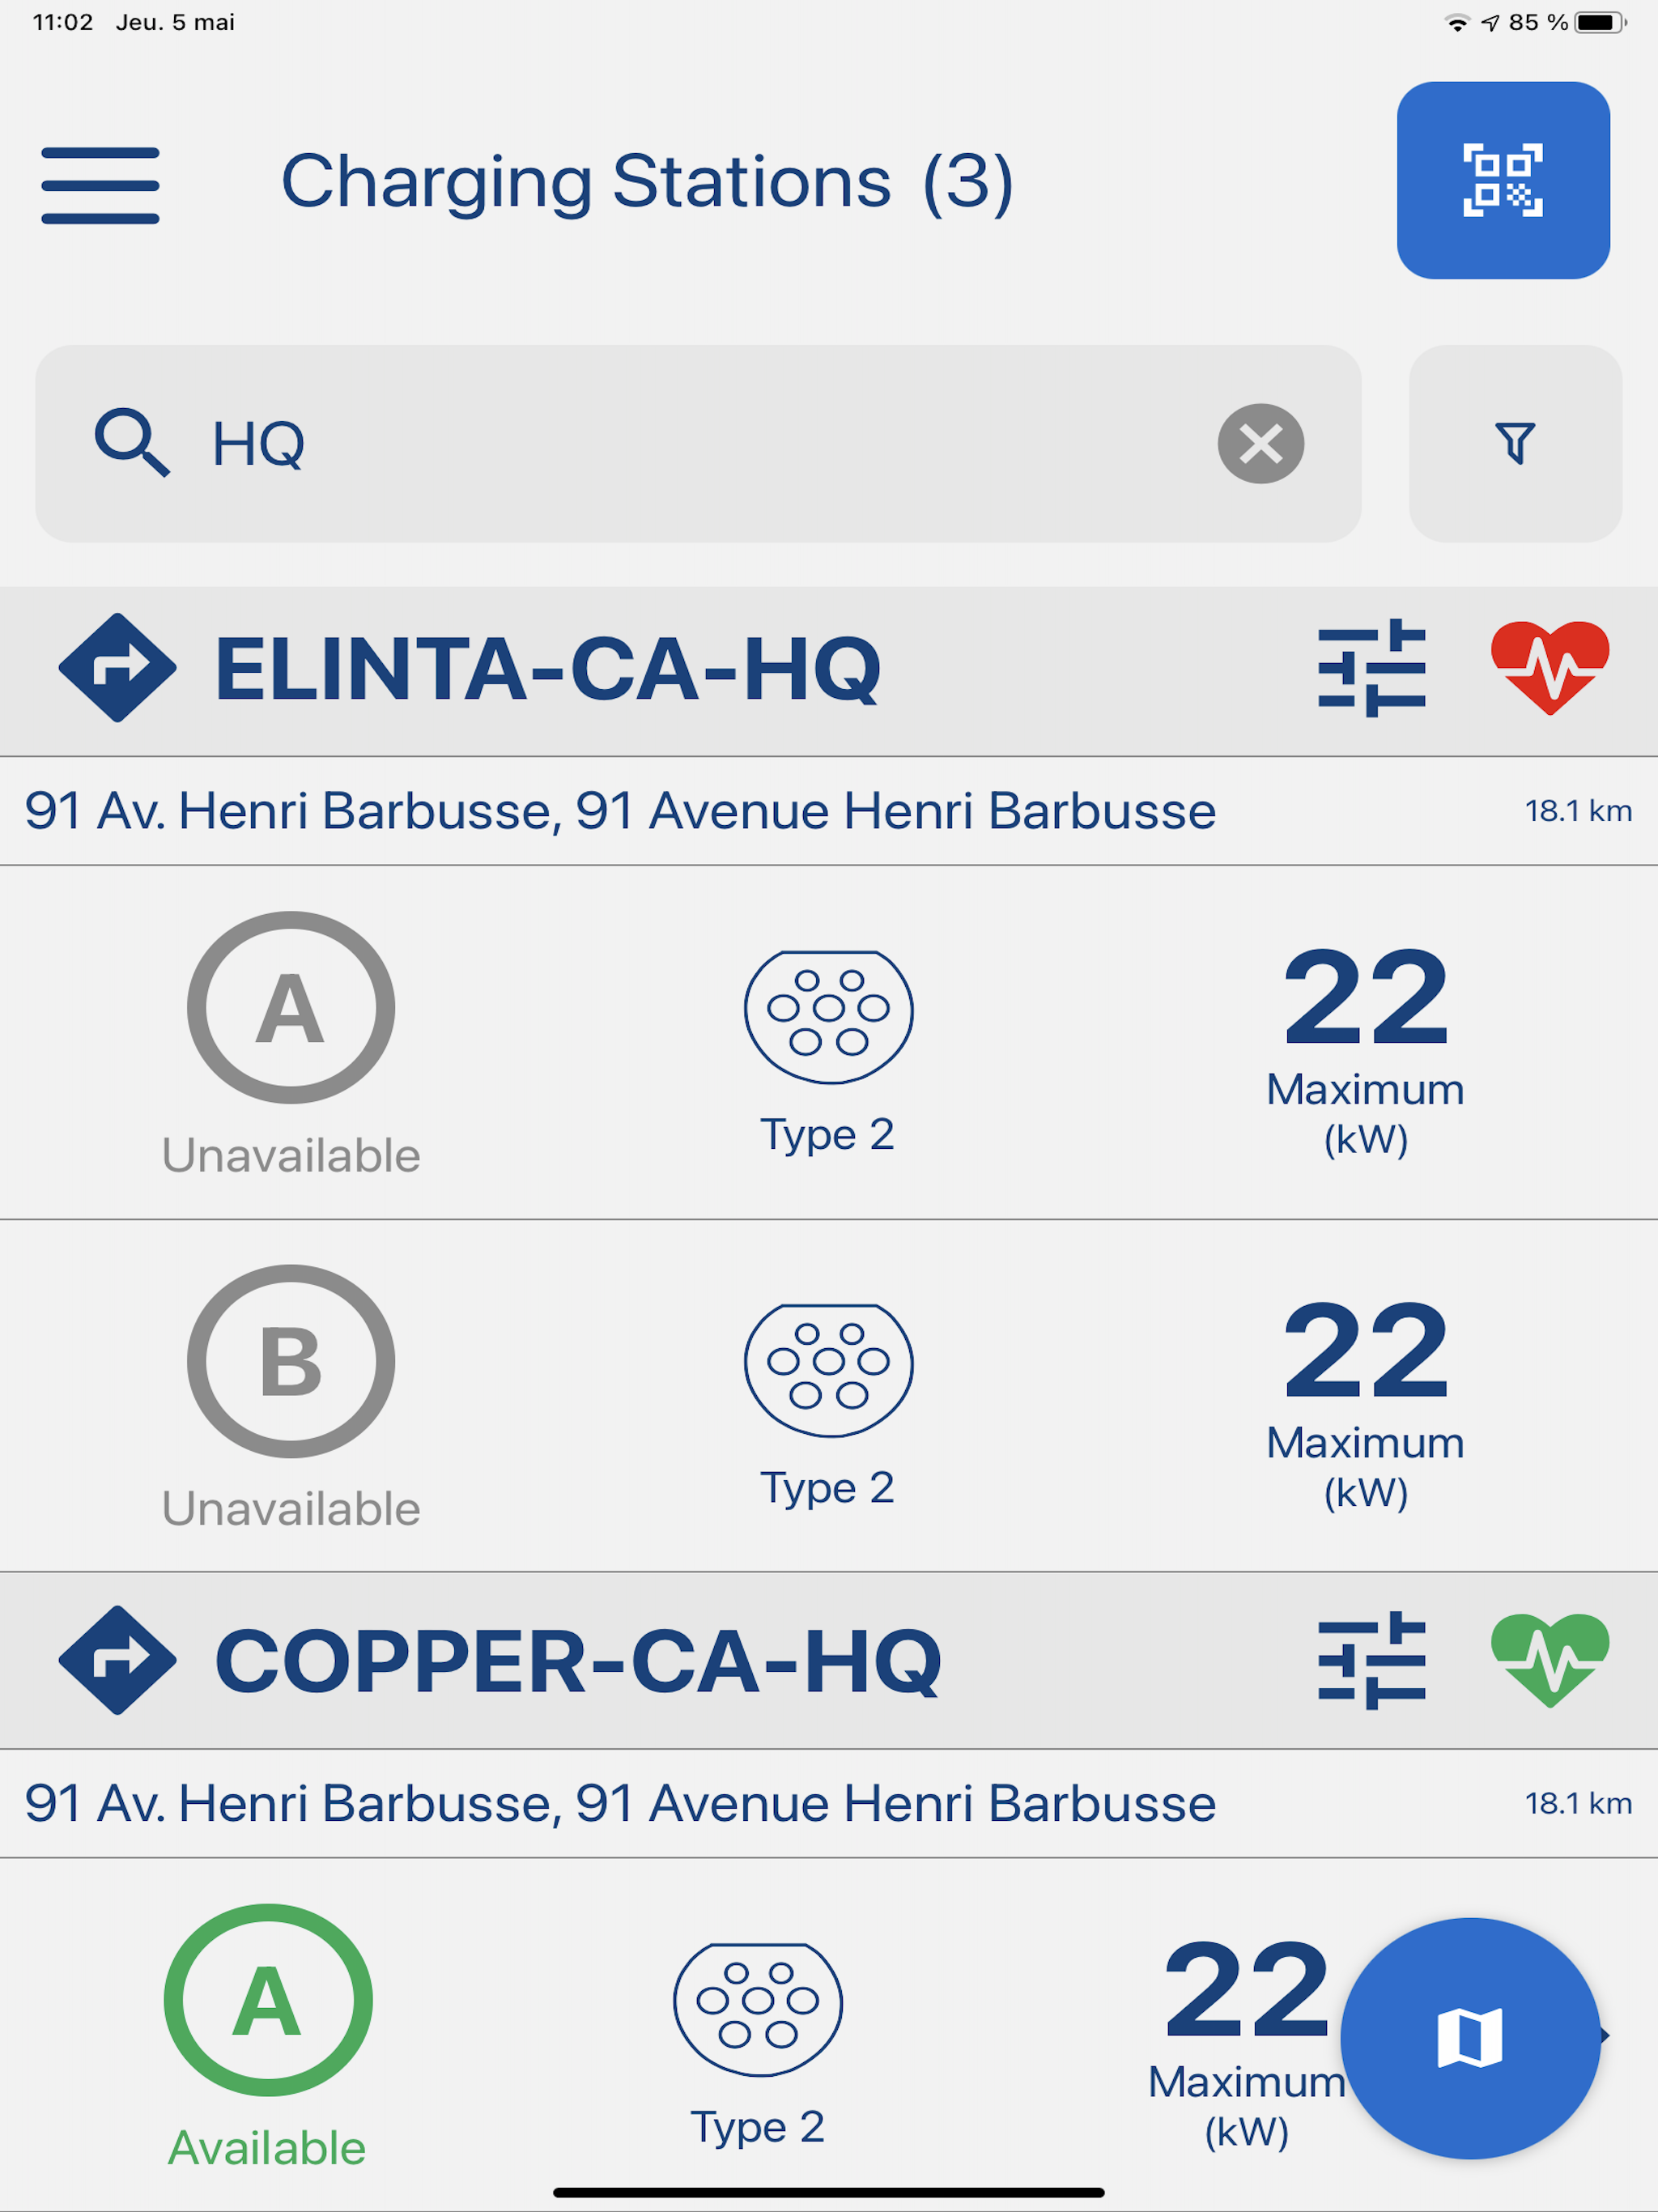 11:02 Jeu. 5 mai 85 %
Charging Stations (3)
HQ
ELINTA-CA-HQ
91 Av. Henri Barbusse, 91 Avenue Henri Barbusse 18.1 km
A
Unavailable
Type 2
22
Maximum
(kW)
B
Unavailable
Type 2
22
Maximum
(kW)
COPPER-CA-HQ
91 Av. Henri Barbusse, 91 Avenue Henri Barbusse 18.1 km
A
Available
Type 2
22
Maximum
(kW)